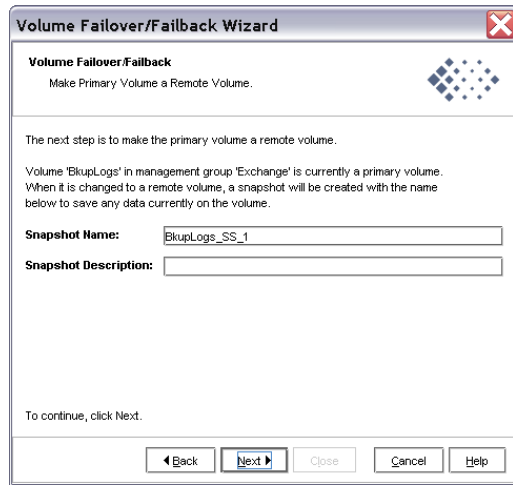 Volume Failover/Failback Wizard
Volume Failover/Failback
Make Primary Volume a Remote Volume.
The next step is to make the primary volume a remote volume.
Volume 'BkupLogs' in management group 'Exchange' is currently a primary volume.
When it is changed to a remote volume, a snapshot will be created with the name
below to save any data currently on the volume.
Snapshot Name: BkupLogs_SS_1
Snapshot Description:
To continue, click Next.
Back Next Close Cancel Help